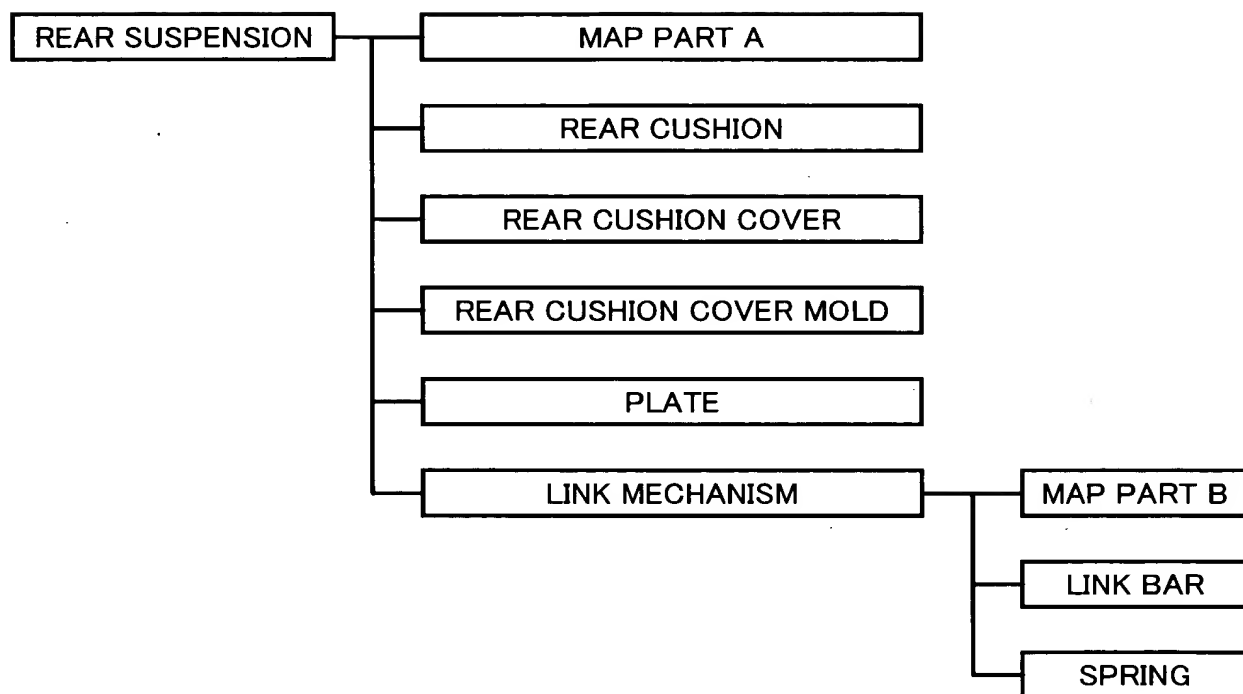 REAR SUSPENSION
MAP PART A
REAR CUSHION
REAR CUSHION COVER
REAR CUSHION COVER MOLD
PLATE
LINK MECHANISM
MAP PART B
LINK BAR
SPRING